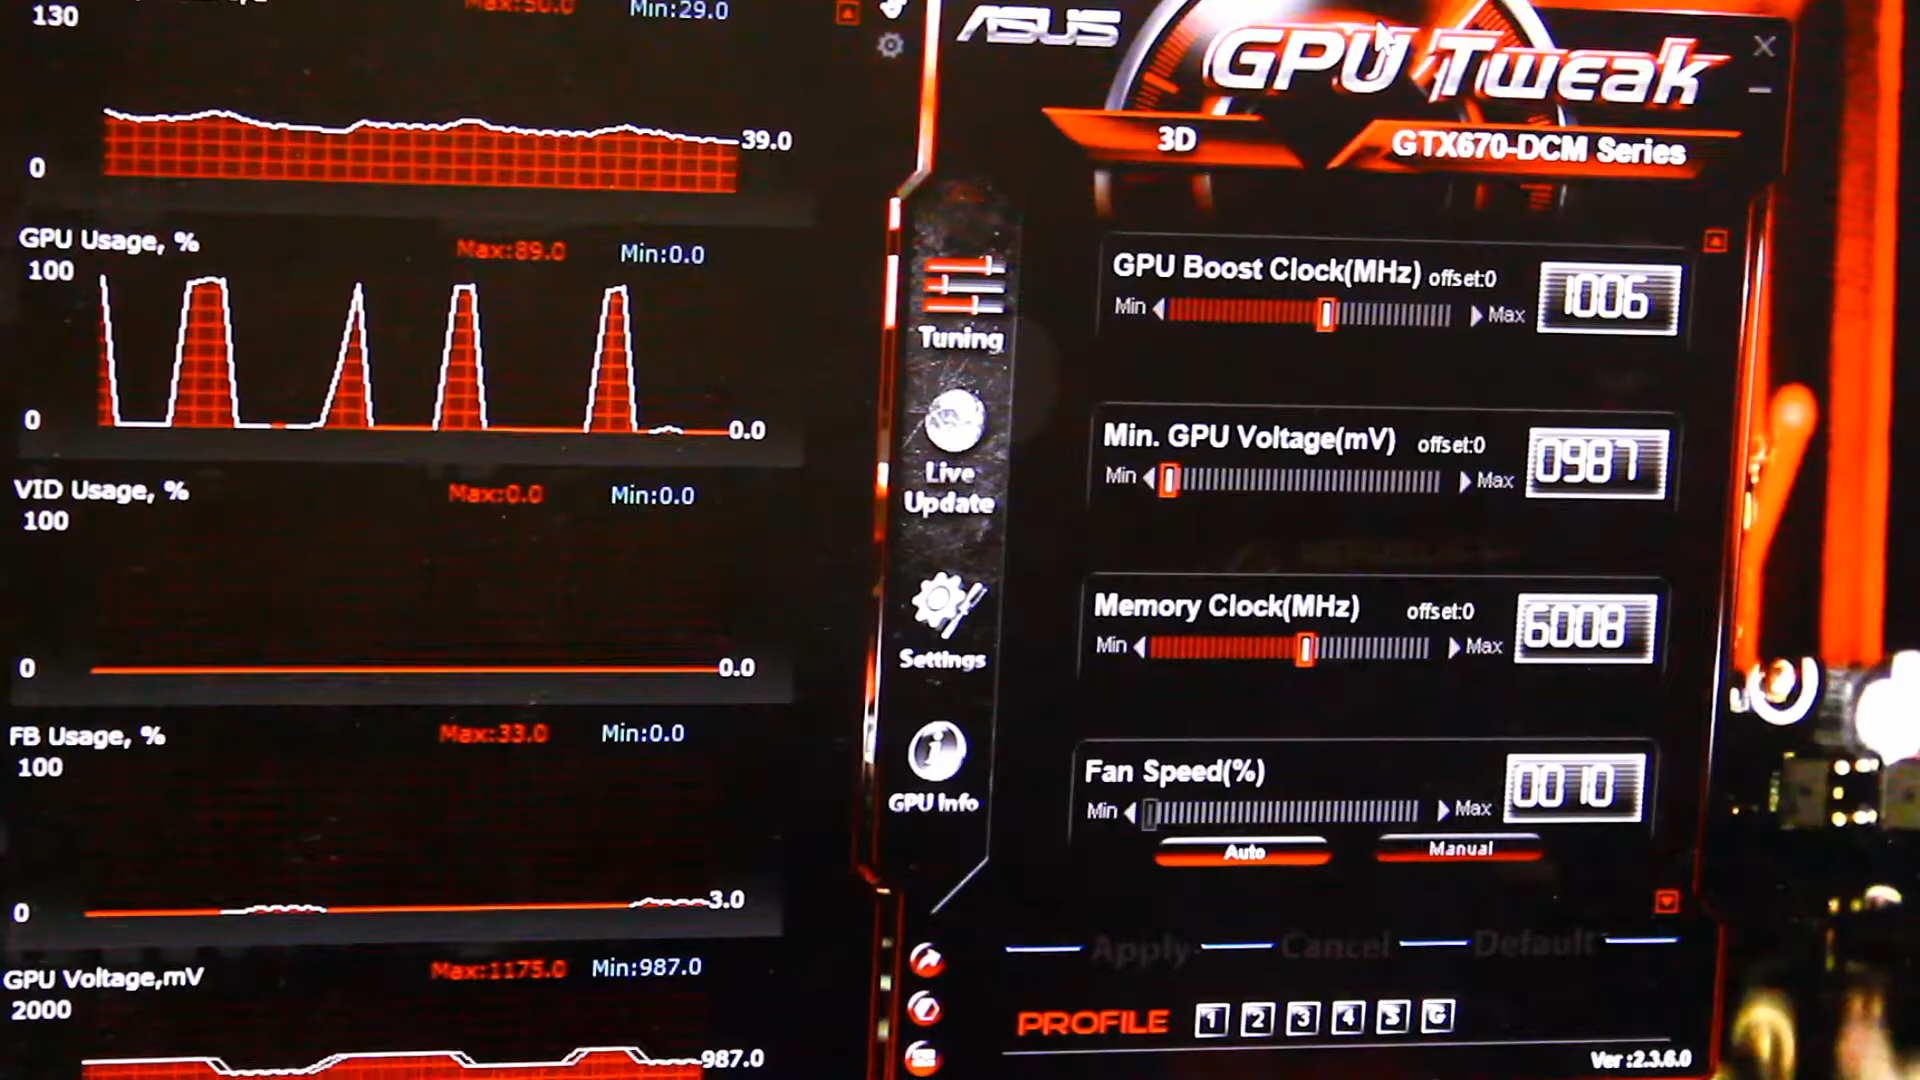 130
Max:50.0 Min:29.0
39.0
0
GPU Usage, % Max:89.0 Min:0.0
100
0 0.0
VID Usage, % Max:0.0 Min:0.0
100
0 0.0
FB Usage, % Max:33.0 Min:0.0
100
0 3.0
GPU Voltage,mV Max:1175.0 Min:987.0
2000
987.0
Tuning
Live
Update
Settings
GPU Info
ASUS
GPU Tweak
3D GTX670-DCM Series
GPU Boost Clock(MHz) offset:0 1006
Min Max
Min. GPU Voltage(mV) offset:0 0987
Min Max
Memory Clock(MHz) offset:0 6008
Min Max
Fan Speed(%) 0010
Min Max
Auto Manual
Apply Cancel Default
PROFILE 1 2 3 4 S G
Ver :2.3.6.0